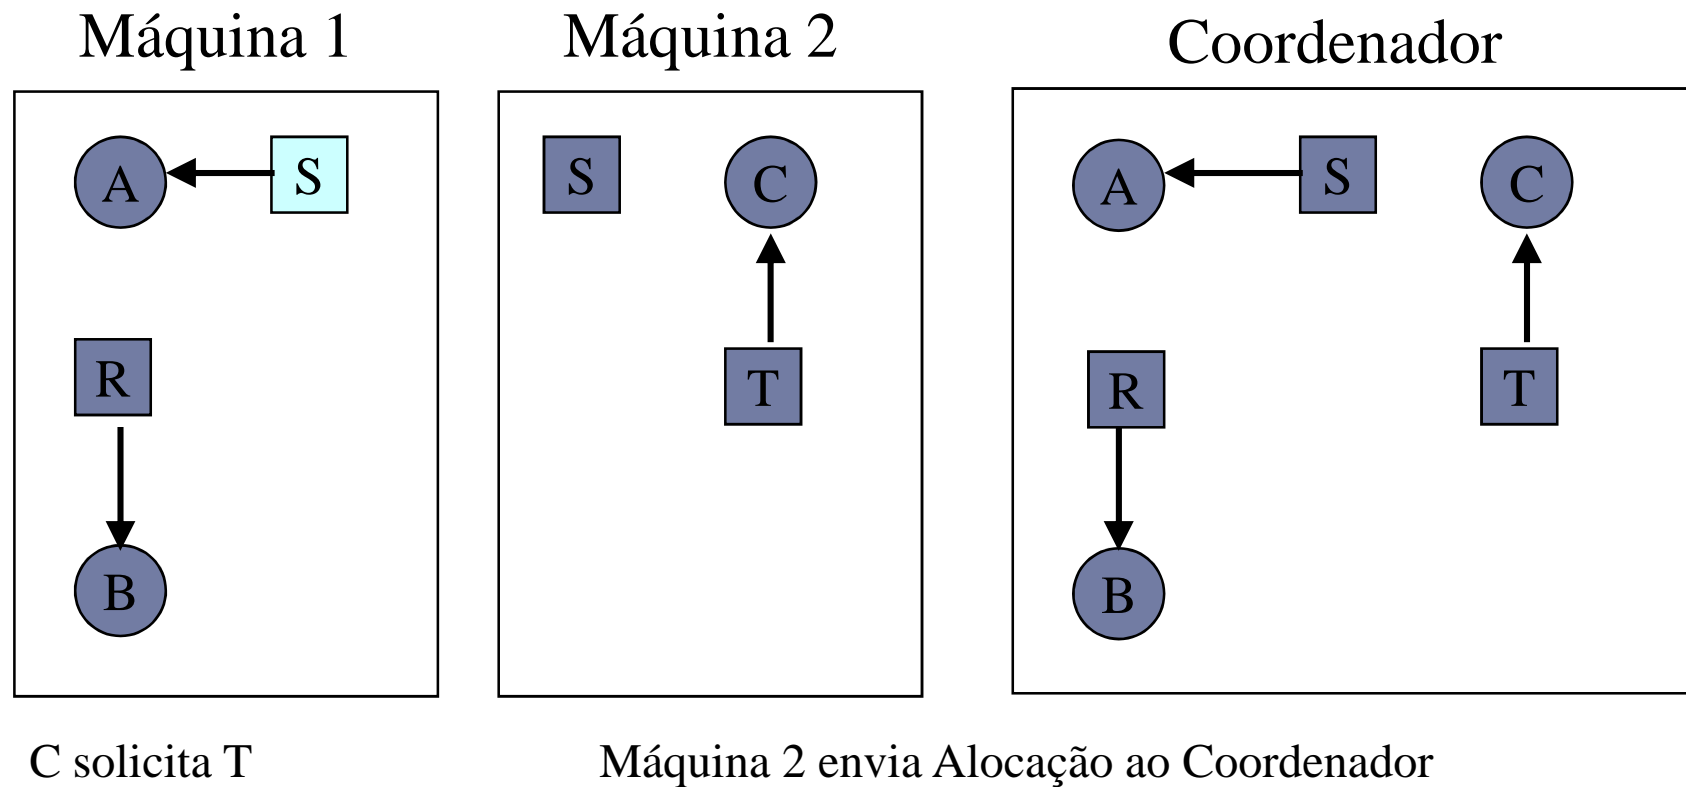 Máquina 1
Máquina 2
Coordenador
A
S
S
C
A
S
C
R
T
R
T
B
B
C solicita T
Máquina 2 envia Alocação ao Coordenador